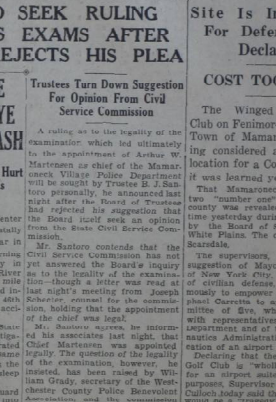 O SEEK RULING
S EXAMS AFTER
EJECTS HIS PLEA
Trustees Turn Down Suggestion
For Opinion From Civil
Service Commission
A ruling as to the legality of the
examination which led ultimately
to the appointment of Arthur W.
Martensen as chief of the Mamar-
oneck Village Police Department
will be sought by Trustee B. J. San-
toro personally, he announced last
night after the Board of Trustees
had rejected his suggestion that
the Board itself seek an opinion
from the State Civil Service Com-
mission.
Mr. Santoro contends that the
Civil Service Commission has not
yet answered the Board's inquiry
as to the legality of the examina-
tion—though a letter was read at
last night's meeting from Joseph
Schecter, counsel for the commis-
sion, holding that the appointment
of the chief was legal.
Mr. Santoro agrees, he inform-
ed his associates last night, that
Chief Martensen was appointed
legally. The question of the legality
of the examination, however, he
insisted, has been raised by Wil-
liam Grady, secretary of the West-
chester County Police Benevolent
E
YE
ASH
Hurt
s
Site Is I
For Defe
Decla
COST TOO
The Winged
Club on Fenimor
Town of Mamar
ing considered
location for a Co
it was learned y
That Mamarone
two "number one"
county was reveale
time yesterday duri
by the Board of
White Plains. The
Scarsdale.
The supervisors,
suggestion of Mayo
of New York City,
of civilian defense,
mously to empower
phael Carretta to a
mittee of five, wh
with representative
Department and of
nautics Administrati
cation of an airport
Declaring that the
Golf Club is "wholl
for an airport suite
purposes, Supervisor
Culloch today said